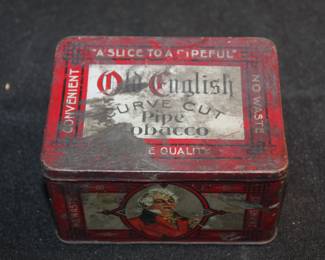 "A SLICE TO A PIPEFUL"
CONVENIENT
NO WASTE
Old English
CURVE CUT
Pipe
Tobacco
QUALITY